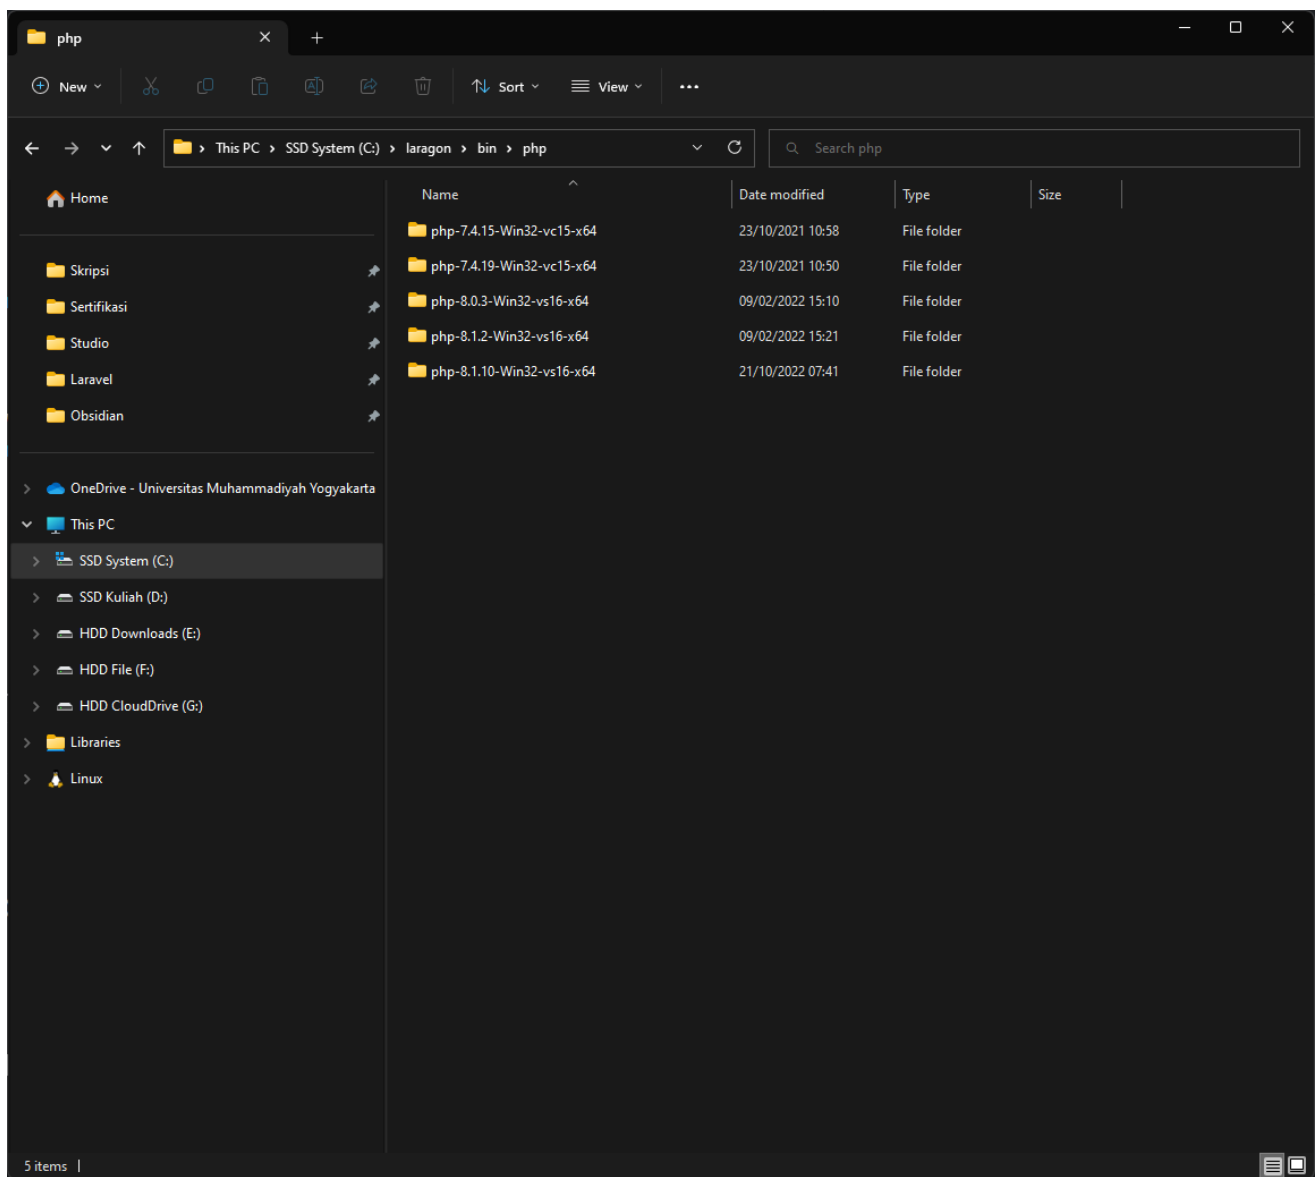 php
New Sort View
This PC SSD System (C:) laragon bin php Search php
Home
Skripsi
Sertifikasi
Studio
Laravel
Obsidian
OneDrive - Universitas Muhammadiyah Yogyakarta
This PC
SSD System (C:)
SSD Kuliah (D:)
HDD Downloads (E:)
HDD File (F:)
HDD CloudDrive (G:)
Libraries
Linux
Name Date modified Type Size
php-7.4.15-Win32-vc15-x64 23/10/2021 10:58 File folder
php-7.4.19-Win32-vc15-x64 23/10/2021 10:50 File folder
php-8.0.3-Win32-vs16-x64 09/02/2022 15:10 File folder
php-8.1.2-Win32-vs16-x64 09/02/2022 15:21 File folder
php-8.1.10-Win32-vs16-x64 21/10/2022 07:41 File folder
5 items